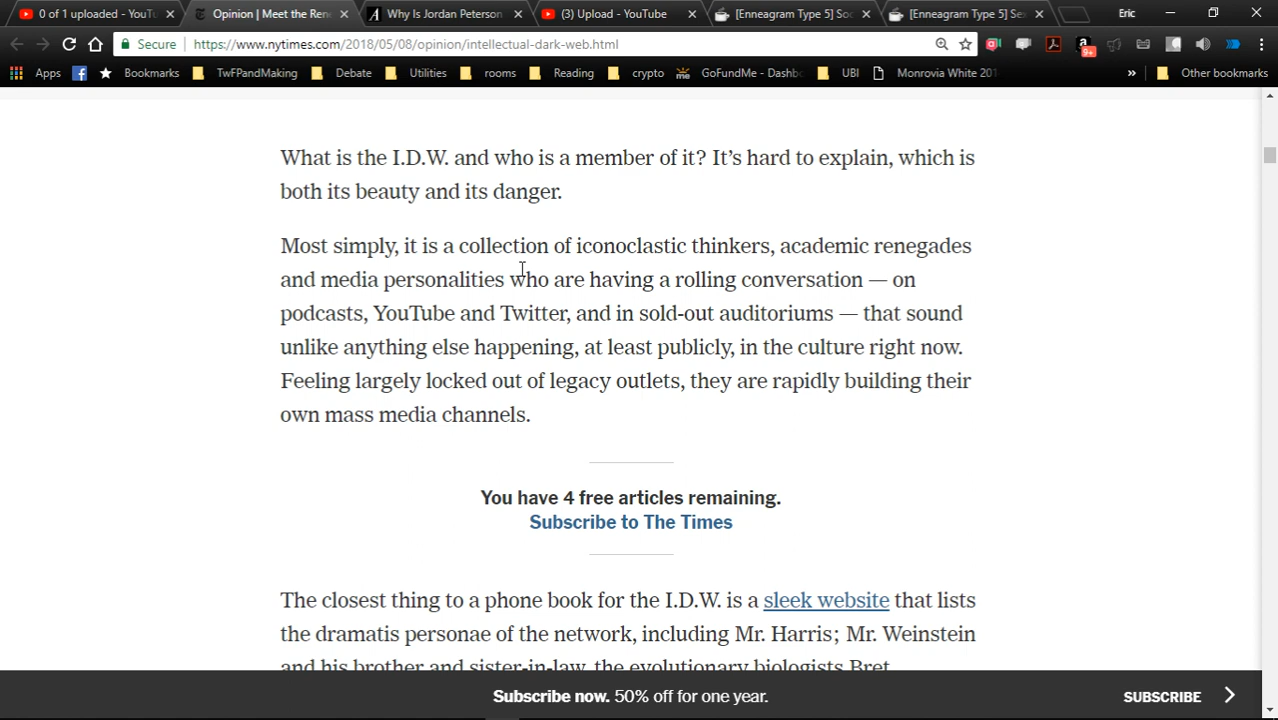 0 of 1 uploaded - YouTu
Opinion | Meet the Ren
Why Is Jordan Peterson
(3) Upload - YouTube
[Enneagram Type 5] Soc
[Enneagram Type 5] Sex
Eric
Secure
https://www.nytimes.com/2018/05/08/opinion/intellectual-dark-web.html
9+
Apps
Bookmarks
TwFPandMaking
Debate
Utilities
rooms
Reading
crypto
me
GoFundMe - Dashbo
UBI
Monrovia White 201
»
Other bookmarks
What is the I.D.W. and who is a member of it? It’s hard to explain, which is
both its beauty and its danger.
Most simply, it is a collection of iconoclastic thinkers, academic renegades
and media personalities who are having a rolling conversation — on
podcasts, YouTube and Twitter, and in sold-out auditoriums — that sound
unlike anything else happening, at least publicly, in the culture right now.
Feeling largely locked out of legacy outlets, they are rapidly building their
own mass media channels.
You have 4 free articles remaining.
Subscribe to The Times
The closest thing to a phone book for the I.D.W. is a sleek website that lists
the dramatis personae of the network, including Mr. Harris; Mr. Weinstein
and his brother and sister-in-law, the evolutionary biologists Bret
Subscribe now. 50% off for one year.
SUBSCRIBE